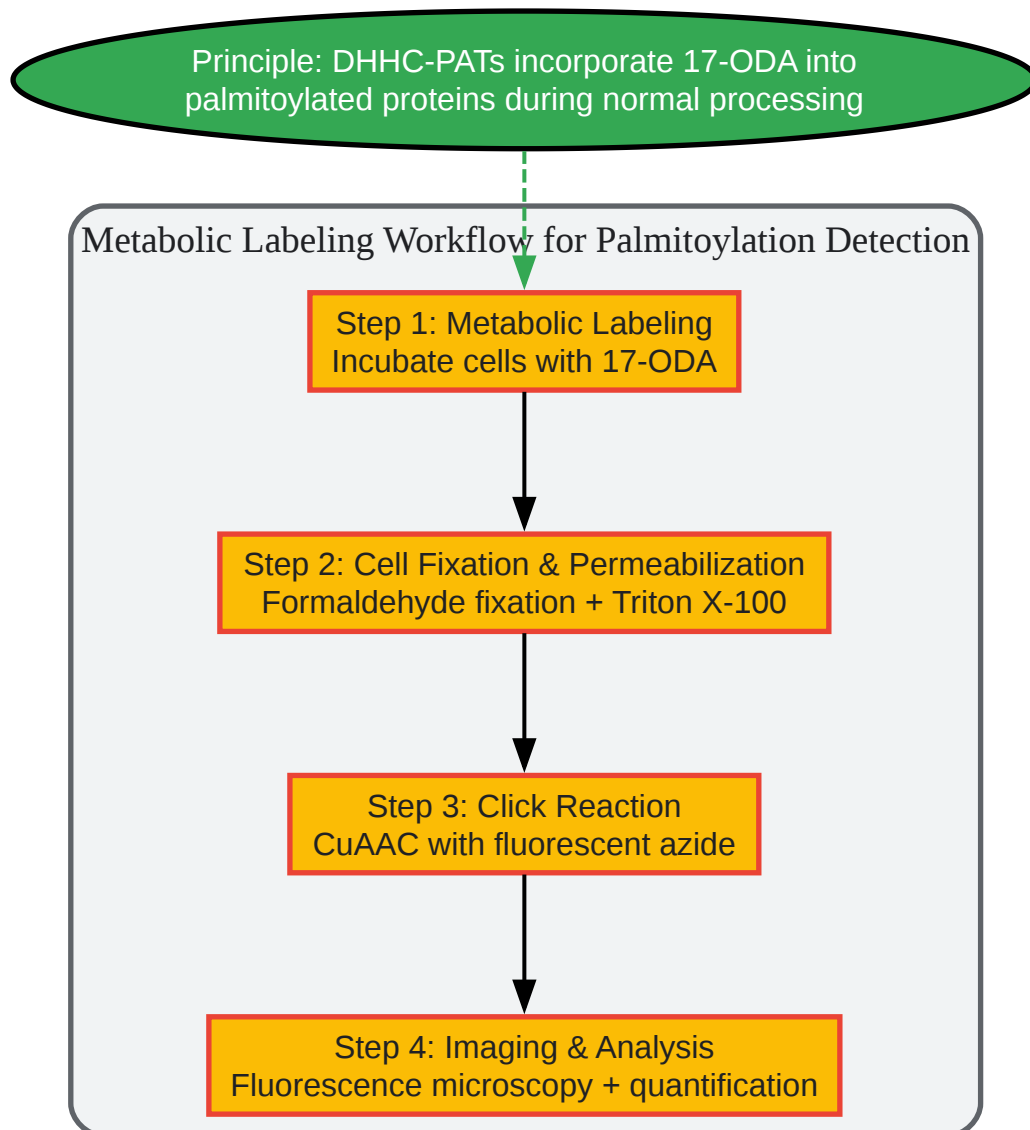 Principle: DHHC-PATs incorporate 17-ODA into
palmitoylated proteins during normal processing
Metabolic Labeling Workflow for Palmitoylation Detection
Step 1: Metabolic Labeling
Incubate cells with 17-ODA
Step 2: Cell Fixation & Permeabilization
Formaldehyde fixation + Triton X-100
Step 3: Click Reaction
CuAAC with fluorescent azide
Step 4: Imaging & Analysis
Fluorescence microscopy + quantification